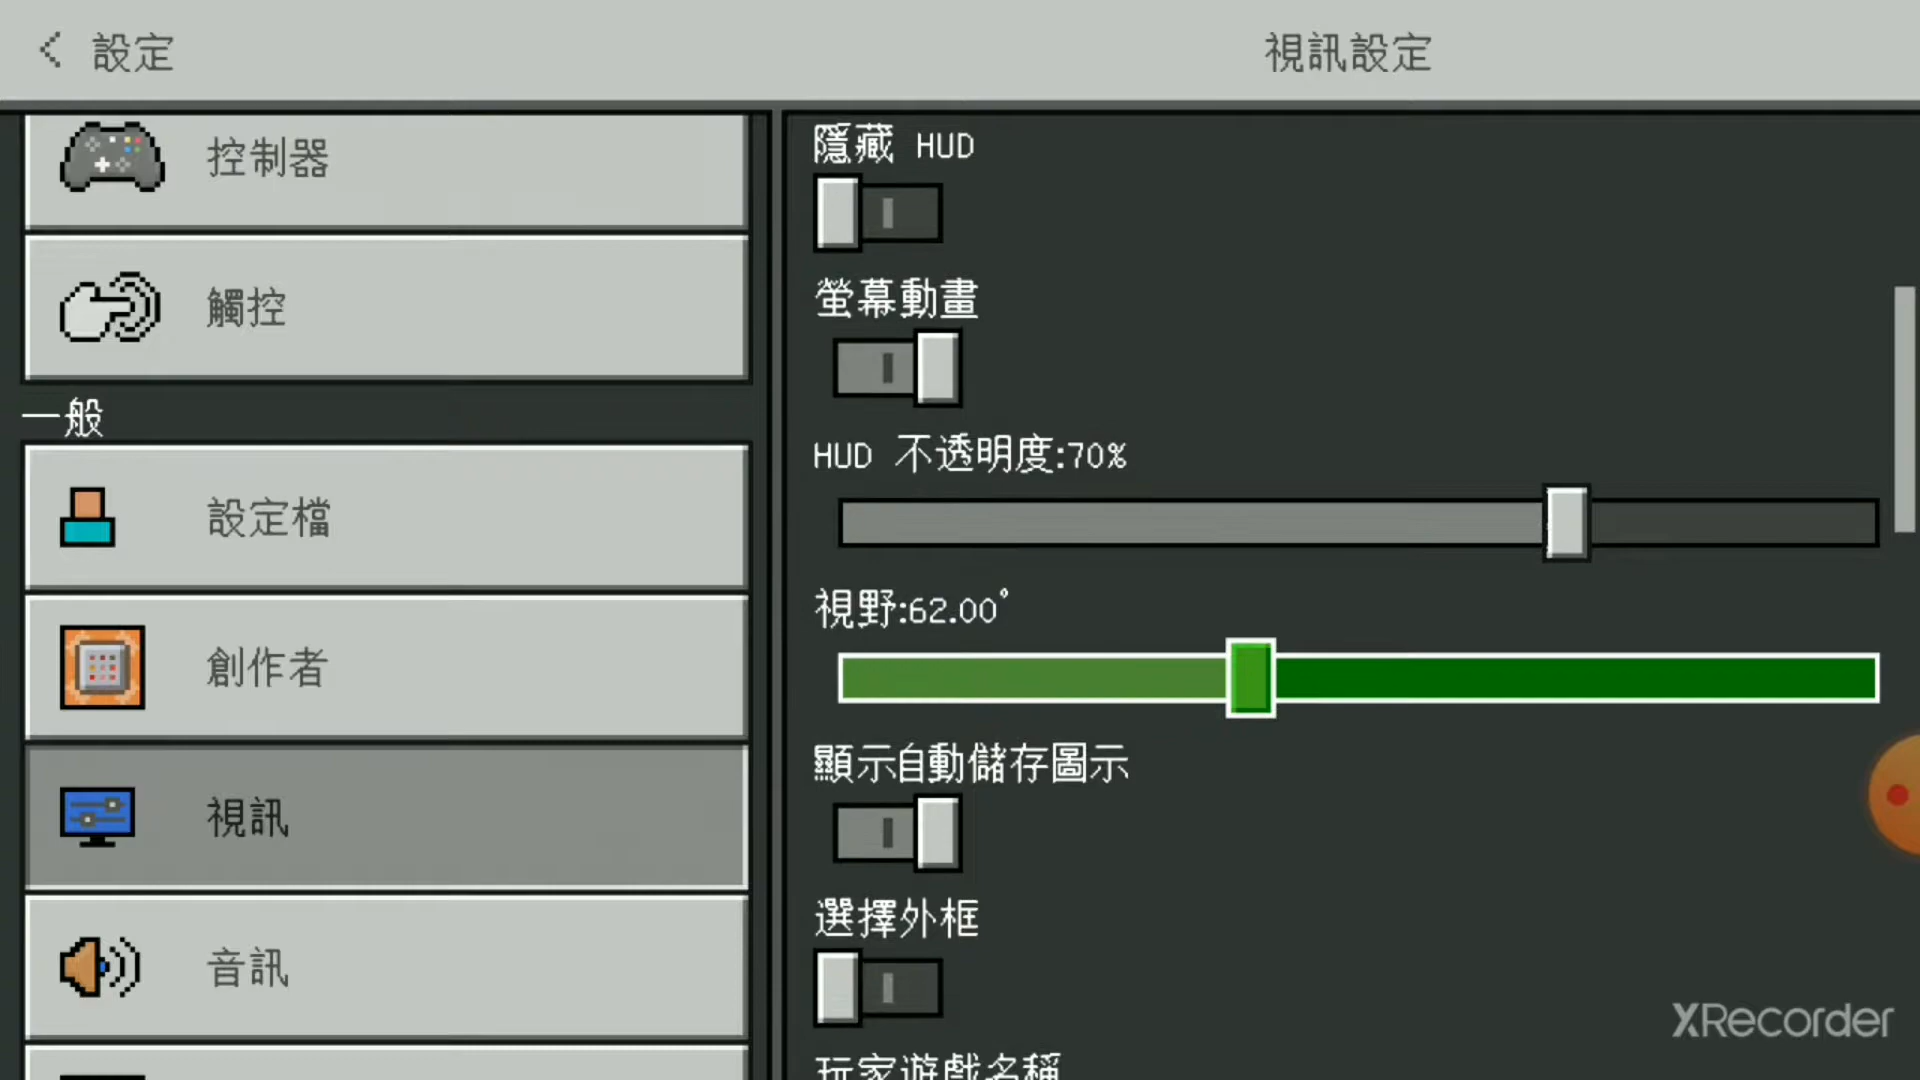 設定
視訊設定
控制器
觸控
一般
設定檔
創作者
視訊
音訊
隱藏 HUD
螢幕動畫
HUD 不透明度:70%
視野:62.00°
顯示自動儲存圖示
選擇外框
玩家遊戲名稱
XRecorder